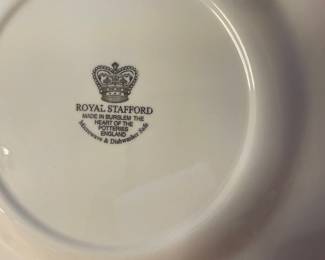 ROYAL STAFFORD
MADE IN BURSLEM THE
HEART OF THE
POTTERIES
ENGLAND
Microwave & Dishwasher Safe